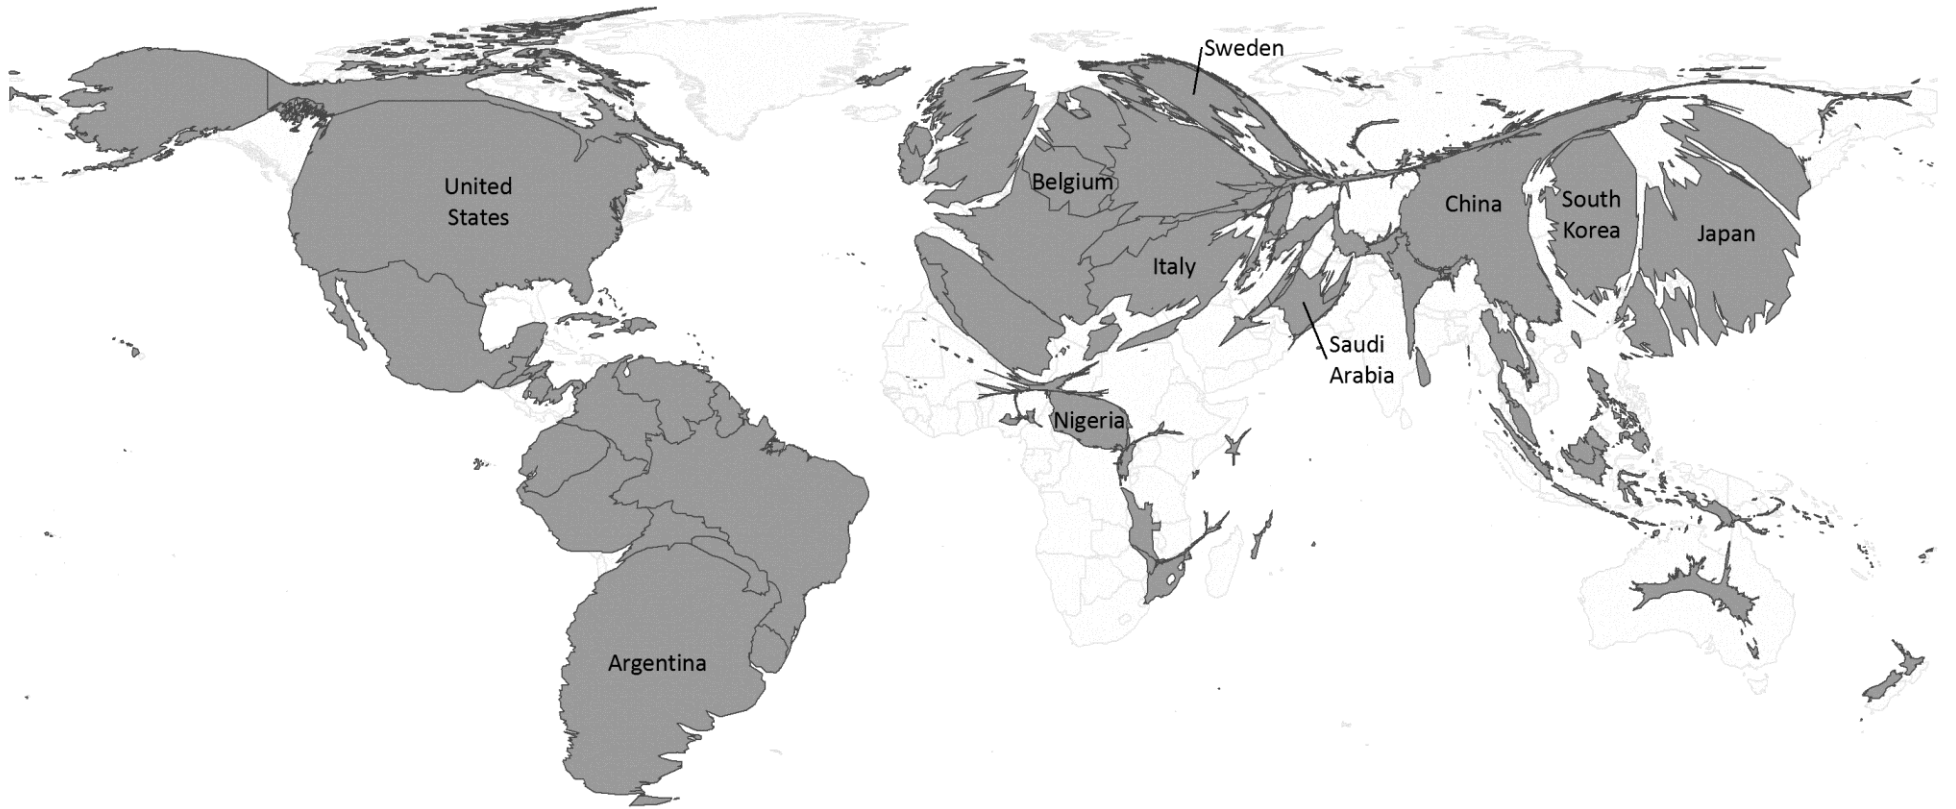 Sweden
United
States
Belgium
China
South
Korea
Japan
Italy
Saudi
Arabia
Nigeria
Argentina